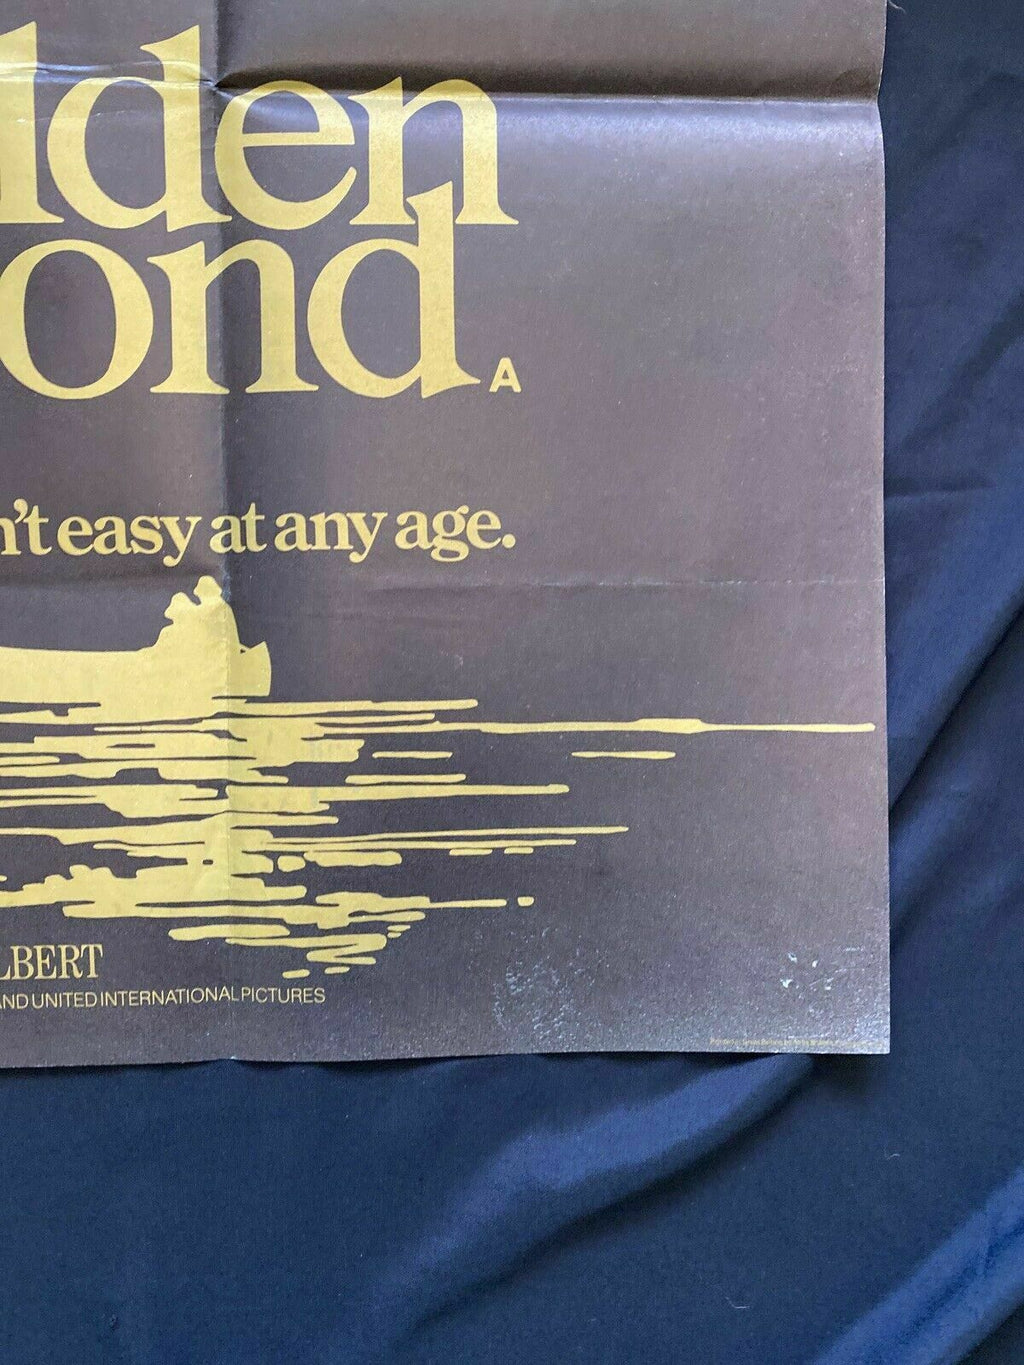 lden
ond.
A
n't easy at any age.
LBERT
AND UNITED INTERNATIONAL PICTURES